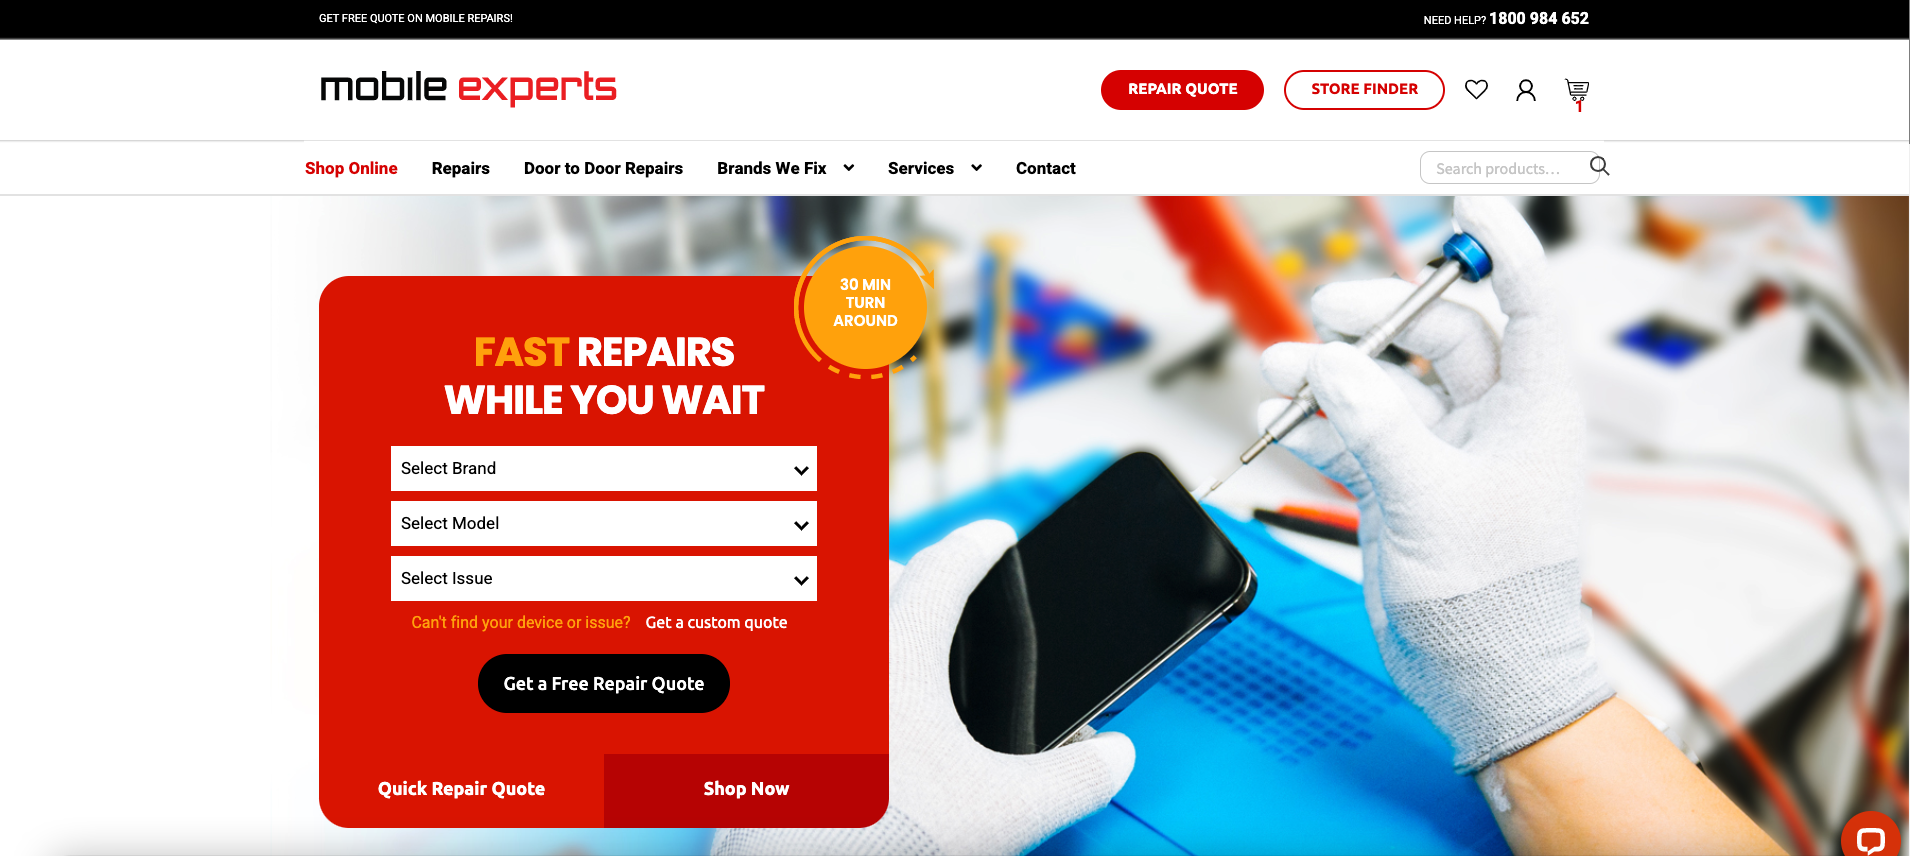 GET FREE QUOTE ON MOBILE REPAIRS!
NEED HELP? 1800 984 652
mobile experts
REPAIR QUOTE
STORE FINDER
1
Shop Online
Repairs
Door to Door Repairs
Brands We Fix
Services
Contact
Search products...
30 MIN
TURN
AROUND
FAST REPAIRS
WHILE YOU WAIT
Select Brand
Select Model
Select Issue
Can't find your device or issue? Get a custom quote
Get a Free Repair Quote
Quick Repair Quote
Shop Now